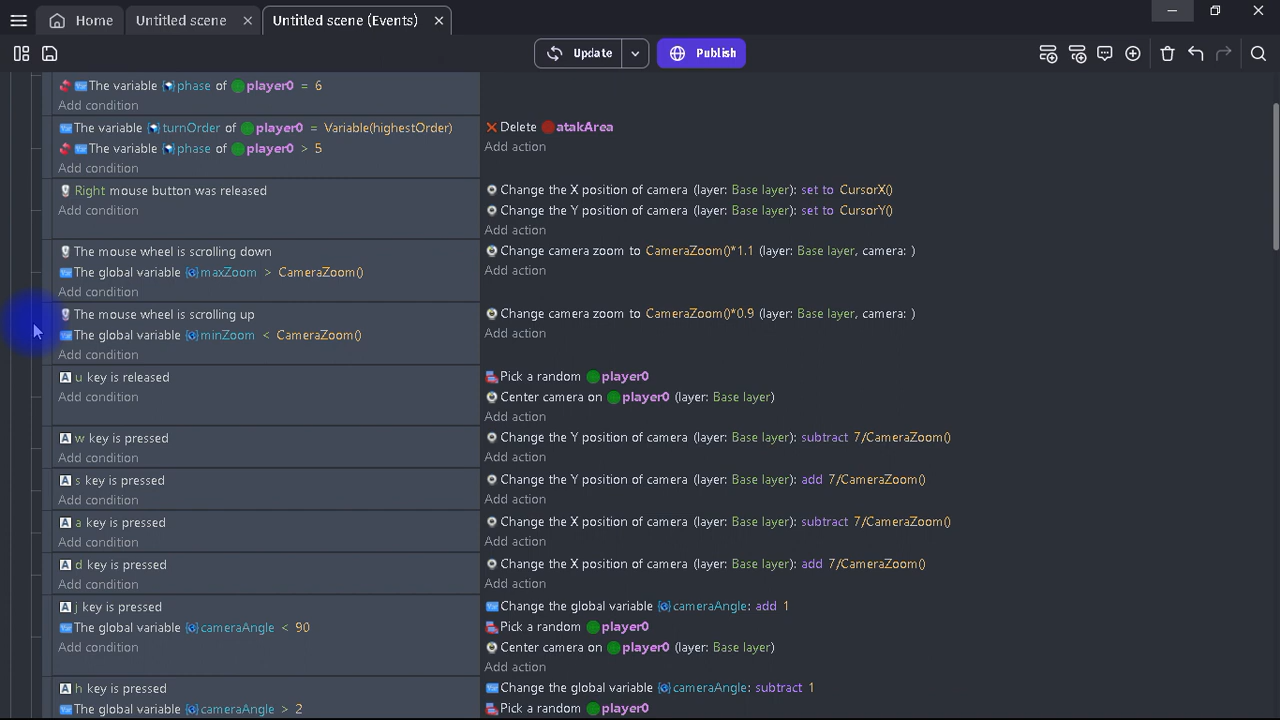 Home
Untitled scene
Untitled scene (Events)
Update
Publish
The variable phase of player0 = 6
Add condition
The variable turnOrder of player0 = Variable(highestOrder)
Delete atakArea
The variable phase of player0 > 5
Add action
Add condition
Right mouse button was released
Change the X position of camera (layer: Base layer): set to CursorX()
Add condition
Change the Y position of camera (layer: Base layer): set to CursorY()
Add action
The mouse wheel is scrolling down
Change camera zoom to CameraZoom()*1.1 (layer: Base layer, camera: )
The global variable maxZoom > CameraZoom()
Add action
Add condition
The mouse wheel is scrolling up
Change camera zoom to CameraZoom()*0.9 (layer: Base layer, camera: )
The global variable minZoom < CameraZoom()
Add action
Add condition
u key is released
Pick a random player0
Add condition
Center camera on player0 (layer: Base layer)
Add action
w key is pressed
Change the Y position of camera (layer: Base layer): subtract 7/CameraZoom()
Add condition
Add action
s key is pressed
Change the Y position of camera (layer: Base layer): add 7/CameraZoom()
Add condition
Add action
a key is pressed
Change the X position of camera (layer: Base layer): subtract 7/CameraZoom()
Add condition
Add action
d key is pressed
Change the X position of camera (layer: Base layer): add 7/CameraZoom()
Add condition
Add action
j key is pressed
Change the global variable cameraAngle: add 1
The global variable cameraAngle < 90
Pick a random player0
Add condition
Center camera on player0 (layer: Base layer)
Add action
h key is pressed
Change the global variable cameraAngle: subtract 1
The global variable cameraAngle > 2
Pick a random player0